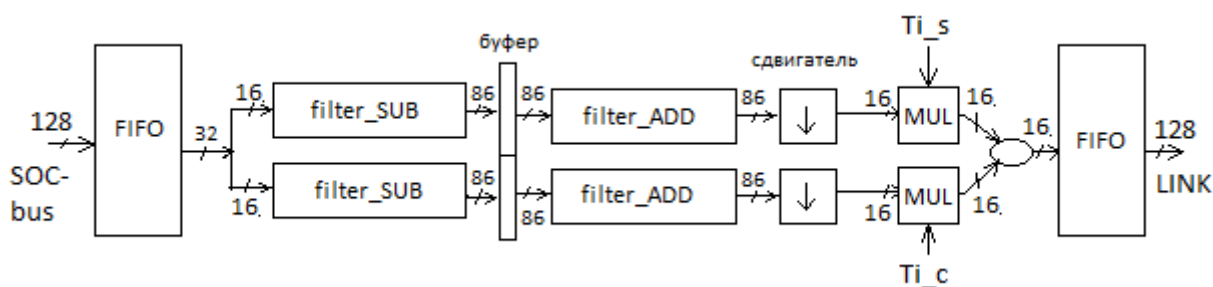 Ti_s
буфер
сдвигатель
16. 86 86 86 16. 16.
filter_SUB filter_ADD MUL
128 FIFO 32 16. FIFO 128
SOC-bus LINK
filter_SUB filter_ADD MUL
16. 86 86 86 16 16.
Ti_c